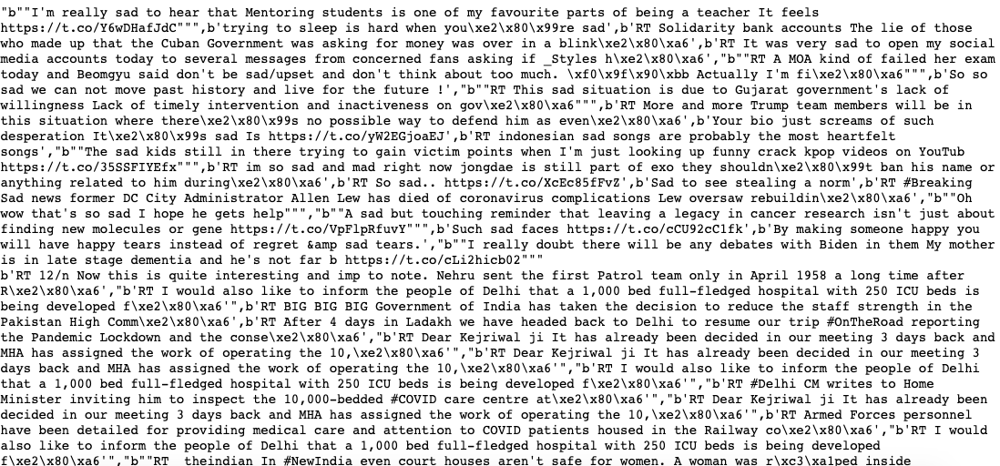 "b""I'm really sad to hear that Mentoring students is one of my favourite parts of being a teacher It feels
https://t.co/Y6wDHafJdC""",b'trying to sleep is hard when you\xe2\x80\x99re sad',b'RT Solidarity bank accounts The lie of those
who made up that the Cuban Government was asking for money was over in a blink\xe2\x80\xa6',b'RT It was very sad to open my social
media accounts today to several messages from concerned fans asking if _Styles h\xe2\x80\xa6',"b""RT A MOA kind of failed her exam
today and Beomgyu said don't be sad/upset and don't think about too much. \xf0\x9f\x90\xbb Actually I'm fi\xe2\x80\xa6""",b'So so
sad we can not move past history and live for the future !',"b""RT This sad situation is due to Gujarat government's lack of
willingness Lack of timely intervention and inactiveness on gov\xe2\x80\xa6""",b'RT More and more Trump team members will be in
this situation where there\xe2\x80\x99s no possible way to defend him as even\xe2\x80\xa6',b'Your bio just screams of such
desperation It\xe2\x80\x99s sad Is https://t.co/yW2EGjoaEJ',b'RT indonesian sad songs are probably the most heartfelt
songs',"b""The sad kids still in there trying to gain victim points when I'm just looking up funny crack kpop videos on YouTub
https://t.co/35SSFIYEfx""",b'RT im so sad and mad right now jongdae is still part of exo they shouldn\xe2\x80\x99t ban his name or
anything related to him during\xe2\x80\xa6',b'RT So sad.. https://t.co/XcEc85fFvZ',b'Sad to see stealing a norm',b'RT #Breaking
Sad news former DC City Administrator Allen Lew has died of coronavirus complications Lew oversaw rebuildin\xe2\x80\xa6',"b""Oh
wow that's so sad I hope he gets help""","b""A sad but touching reminder that leaving a legacy in cancer research isn't just about
finding new molecules or gene https://t.co/VpFlpRfuvY""",b'Such sad faces https://t.co/cCU92cC1fk',b'By making someone happy you
will have happy tears instead of regret &amp sad tears.',"b""I really doubt there will be any debates with Biden in them My mother
is in late stage dementia and he's not far b https://t.co/cLi2hicb02"""
b'RT 12/n Now this is quite interesting and imp to note. Nehru sent the first Patrol team only in April 1958 a long time after
R\xe2\x80\xa6',"b'RT I would also like to inform the people of Delhi that a 1,000 bed full-fledged hospital with 250 ICU beds is
being developed f\xe2\x80\xa6'",b'RT BIG BIG BIG Government of India has taken the decision to reduce the staff strength in the
Pakistan High Comm\xe2\x80\xa6',b'RT After 4 days in Ladakh we have headed back to Delhi to resume our trip #OnTheRoad reporting
the Pandemic Lockdown and the conse\xe2\x80\xa6',"b'RT Dear Kejriwal ji It has already been decided in our meeting 3 days back and
MHA has assigned the work of operating the 10,\xe2\x80\xa6'","b'RT Dear Kejriwal ji It has already been decided in our meeting 3
days back and MHA has assigned the work of operating the 10,\xe2\x80\xa6'","b'RT I would also like to inform the people of Delhi
that a 1,000 bed full-fledged hospital with 250 ICU beds is being developed f\xe2\x80\xa6'","b'RT #Delhi CM writes to Home
Minister inviting him to inspect the 10,000-bedded #COVID care centre at\xe2\x80\xa6'","b'RT Dear Kejriwal ji It has already been
decided in our meeting 3 days back and MHA has assigned the work of operating the 10,\xe2\x80\xa6'",b'RT Armed Forces personnel
have been detailed for providing medical care and attention to COVID patients housed in the Railway co\xe2\x80\xa6',"b'RT I would
also like to inform the people of Delhi that a 1,000 bed full-fledged hospital with 250 ICU beds is being developed
f\xe2\x80\xa6'","b""RT _theindian In #NewIndia even court houses aren't safe for women. A woman was r\xc3\xa1ped inside